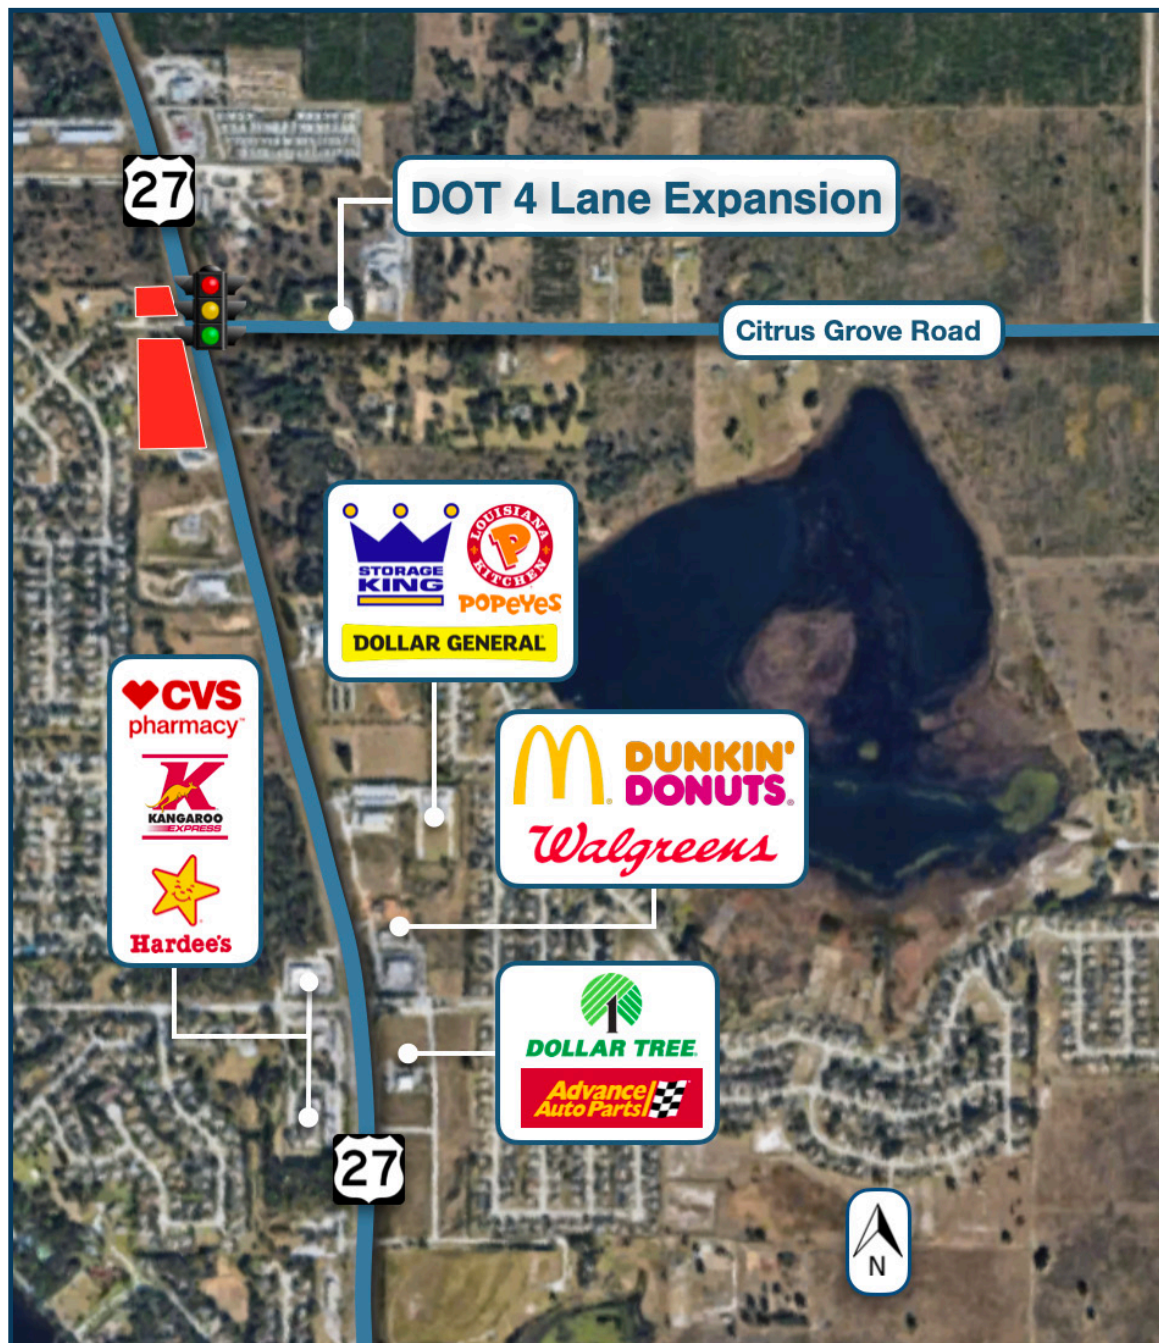 27
DOT 4 Lane Expansion
Citrus Grove Road
STORAGE
KING
LOUISIANA
KITCHEN
POPEYES
DOLLAR GENERAL
CVS
pharmacy™
K
KANGAROO
EXPRESS
Hardee's
DUNKIN'
DONUTS®
Walgreens
DOLLAR TREE
Advance
Auto Parts
27
N